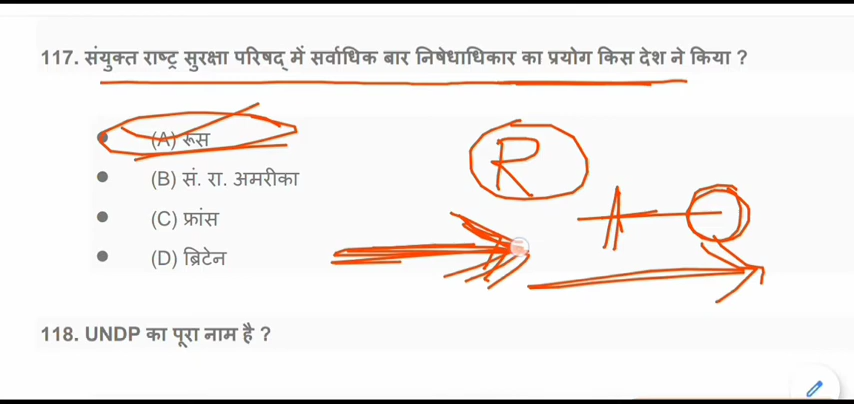 117. संयुक्त राष्ट्र सुरक्षा परिषद् में सर्वाधिक बार निषेधाधिकार का प्रयोग किस देश ने किया ?
(A) रूस
R
(B) सं. रा. अमरीका
A
(C) फ्रांस
(D) ब्रिटेन
118. UNDP का पूरा नाम है ?